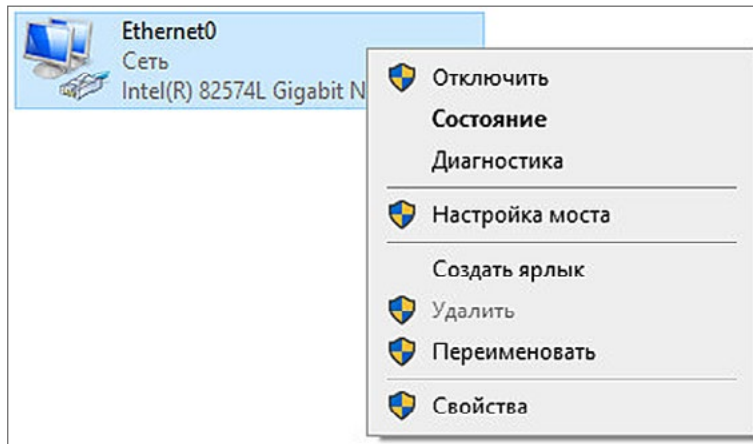 Ethernet0
Сеть
Intel(R) 82574L Gigabit N
Отключить
Состояние
Диагностика
Настройка моста
Создать ярлык
Удалить
Переименовать
Свойства